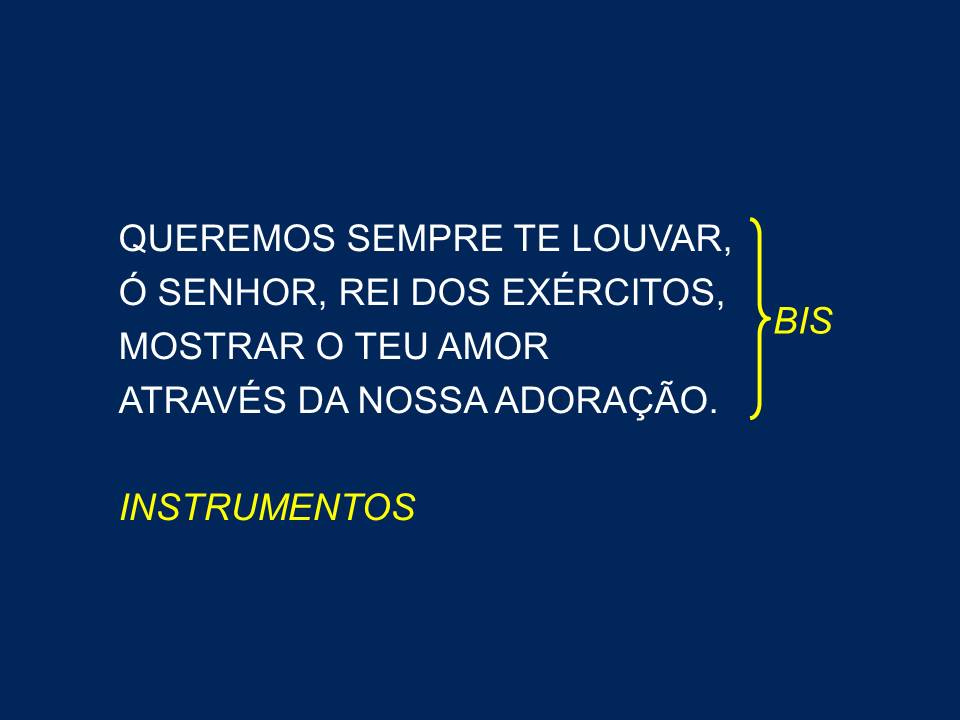 QUEREMOS SEMPRE TE LOUVAR,
Ó SENHOR, REI DOS EXÉRCITOS,
MOSTRAR O TEU AMOR
ATRAVÉS DA NOSSA ADORAÇÃO.
BIS
INSTRUMENTOS